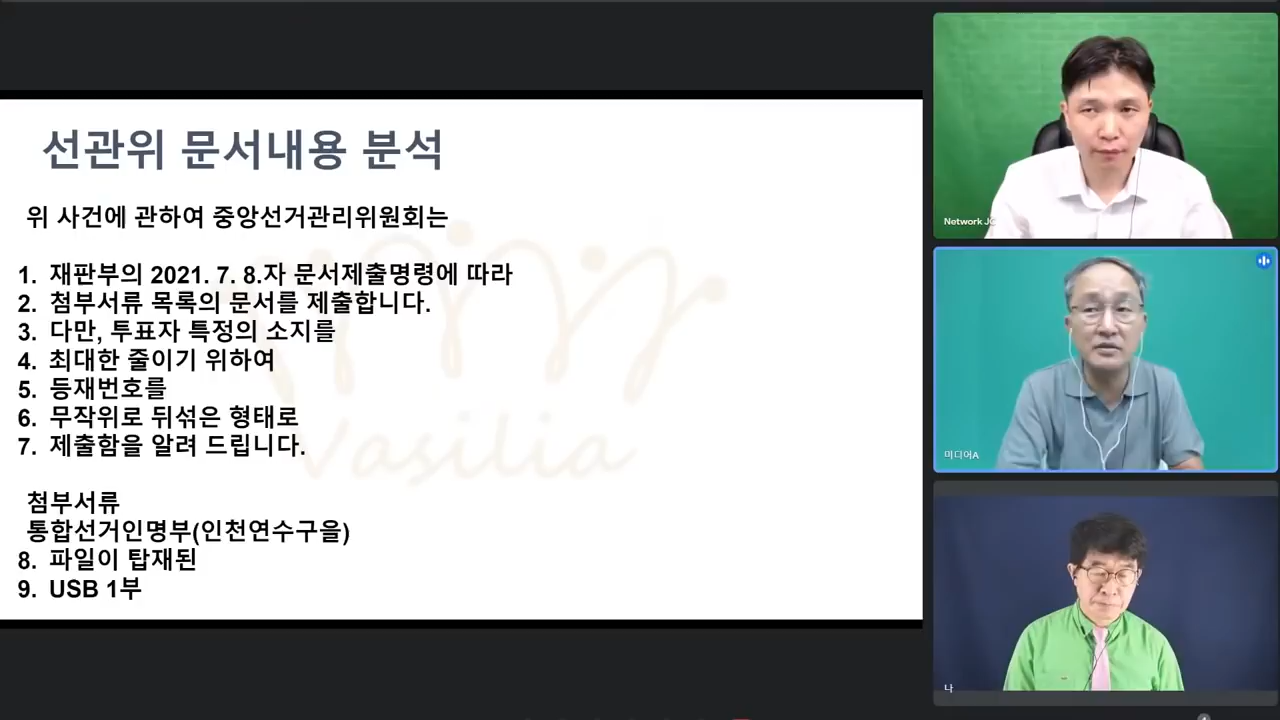 선관위 문서내용 분석
위 사건에 관하여 중앙선거관리위원회는
1. 재판부의 2021. 7. 8.자 문서제출명령에 따라
2. 첨부서류 목록의 문서를 제출합니다.
3. 다만, 투표자 특정의 소지를
4. 최대한 줄이기 위하여
5. 등재번호를
6. 무작위로 뒤섞은 형태로
7. 제출함을 알려 드립니다.
첨부서류
통합선거인명부(인천연수구을)
8. 파일이 탑재된
9. USB 1부
vasilia
Network JC
미디어A
나